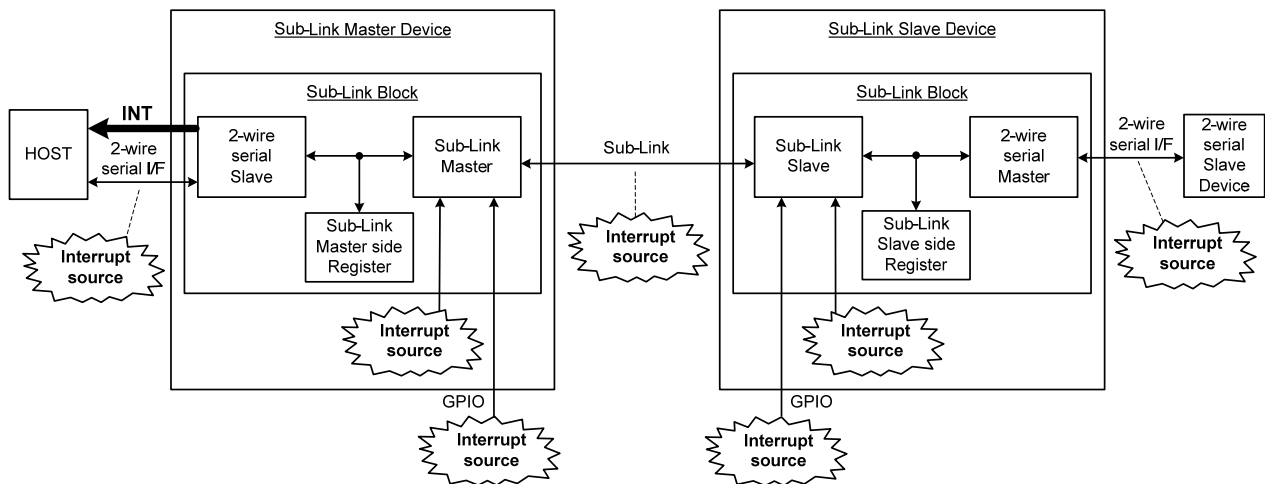 Sub-Link Master Device
Sub-Link Block
INT
HOST
2-wire
serial I/F
2-wire
serial
Slave
Sub-Link
Master
Sub-Link
Master side
Register
Interrupt
source
Interrupt
source
GPIO
Interrupt
source
Sub-Link
Interrupt
source
Sub-Link Slave Device
Sub-Link Block
Sub-Link
Slave
2-wire
serial
Master
Sub-Link
Slave side
Register
Interrupt
source
GPIO
Interrupt
source
2-wire
serial I/F
2-wire
serial
Slave
Device
Interrupt
source